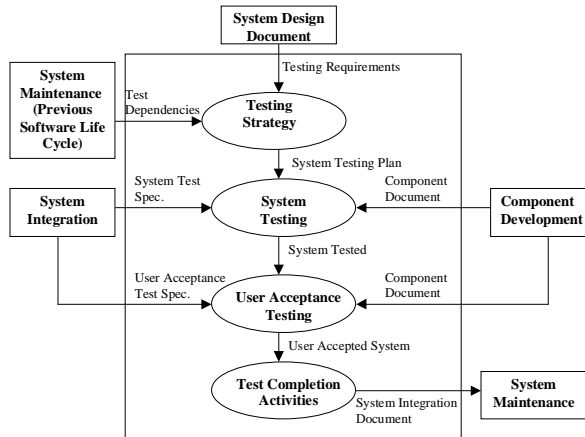 System Design
Document
Testing Requirements
System
Maintenance
(Previous
Software Life
Cycle)
Test
Dependencies
Testing
Strategy
System Testing Plan
System
Integration
System Test
Spec.
System
Testing
Component
Document
Component
Development
System Tested
User Acceptance
Test Spec.
User Acceptance
Testing
Component
Document
User Accepted System
Test Completion
Activities
System Integration
Document
System
Maintenance